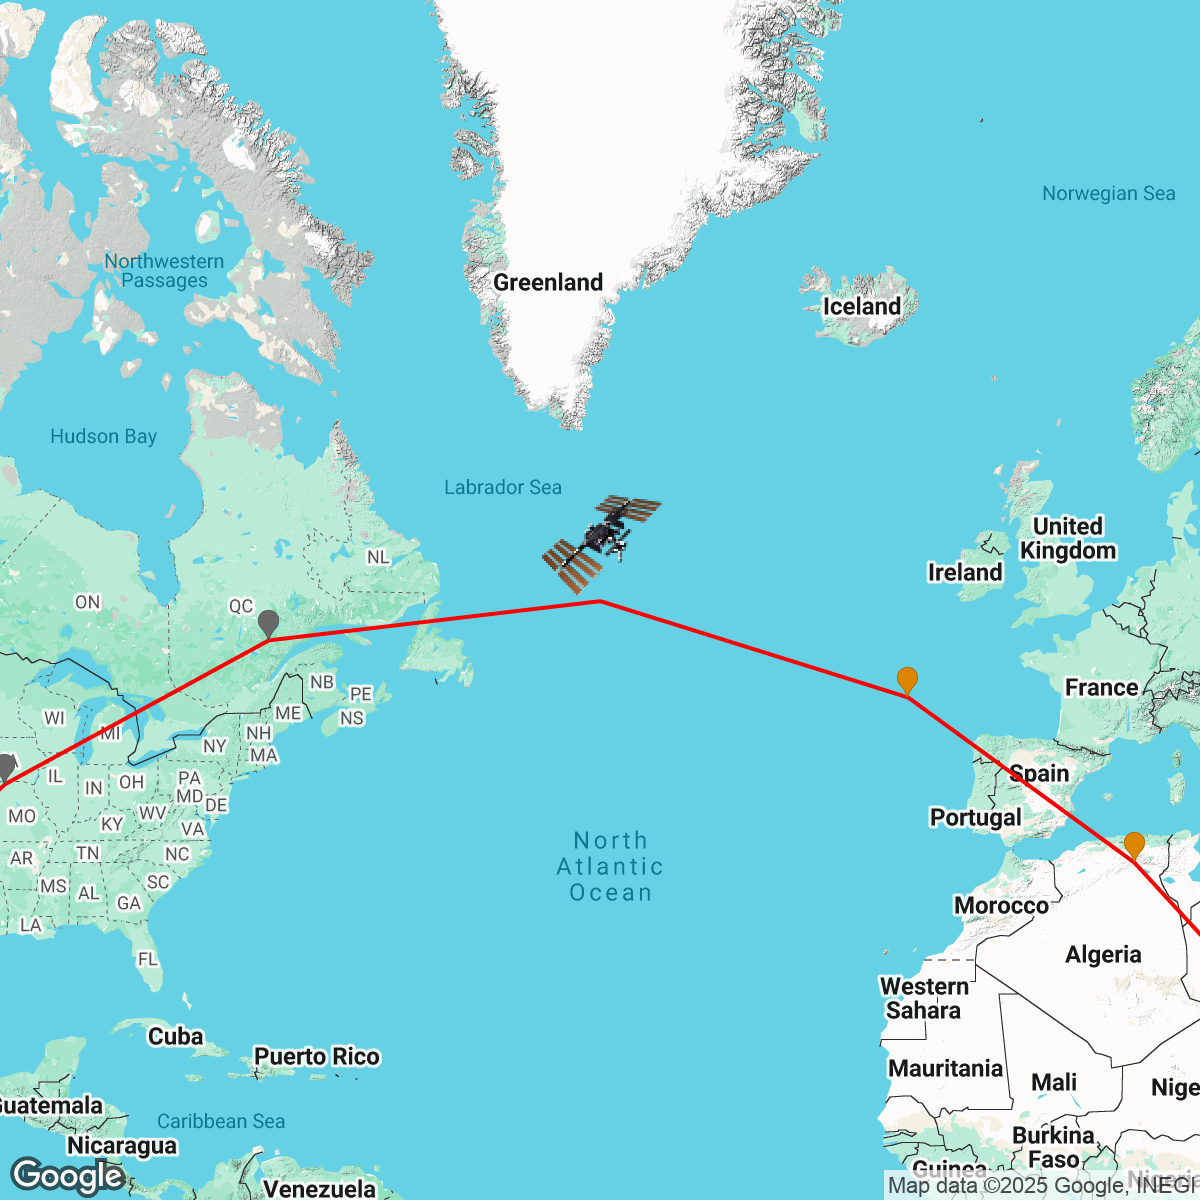 Norwegian Sea
Northwestern
Passages
Greenland
Iceland
Hudson Bay
Labrador Sea
United
Kingdom
NL
Ireland
ON
QC
NB
PE
France
ME
NS
WI
MI
NH
NY
MA
Spain
IL
IN
OH
PA
MD
DE
MO
WV
KY
VA
Portugal
North
Atlantic
Ocean
AR
TN
NC
MS
AL
SC
GA
Morocco
LA
Algeria
FL
Western
Sahara
Cuba
Puerto Rico
Mauritania
Mali
Nige
Guatemala
Caribbean Sea
Nicaragua
Burkina
Faso
Guinea
Nigeria
Venezuela
Google
Map data ©2025 Google, INEGI